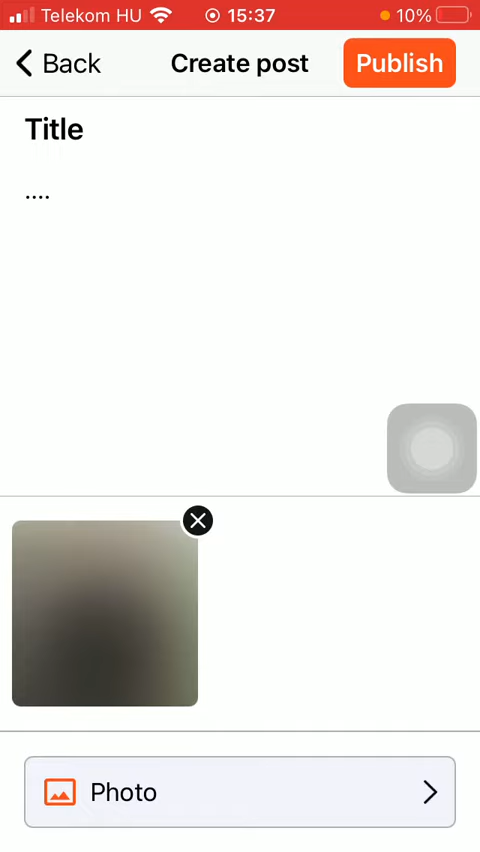 Telekom HU 15:37 10%
Back Create post Publish
Title
....
Photo